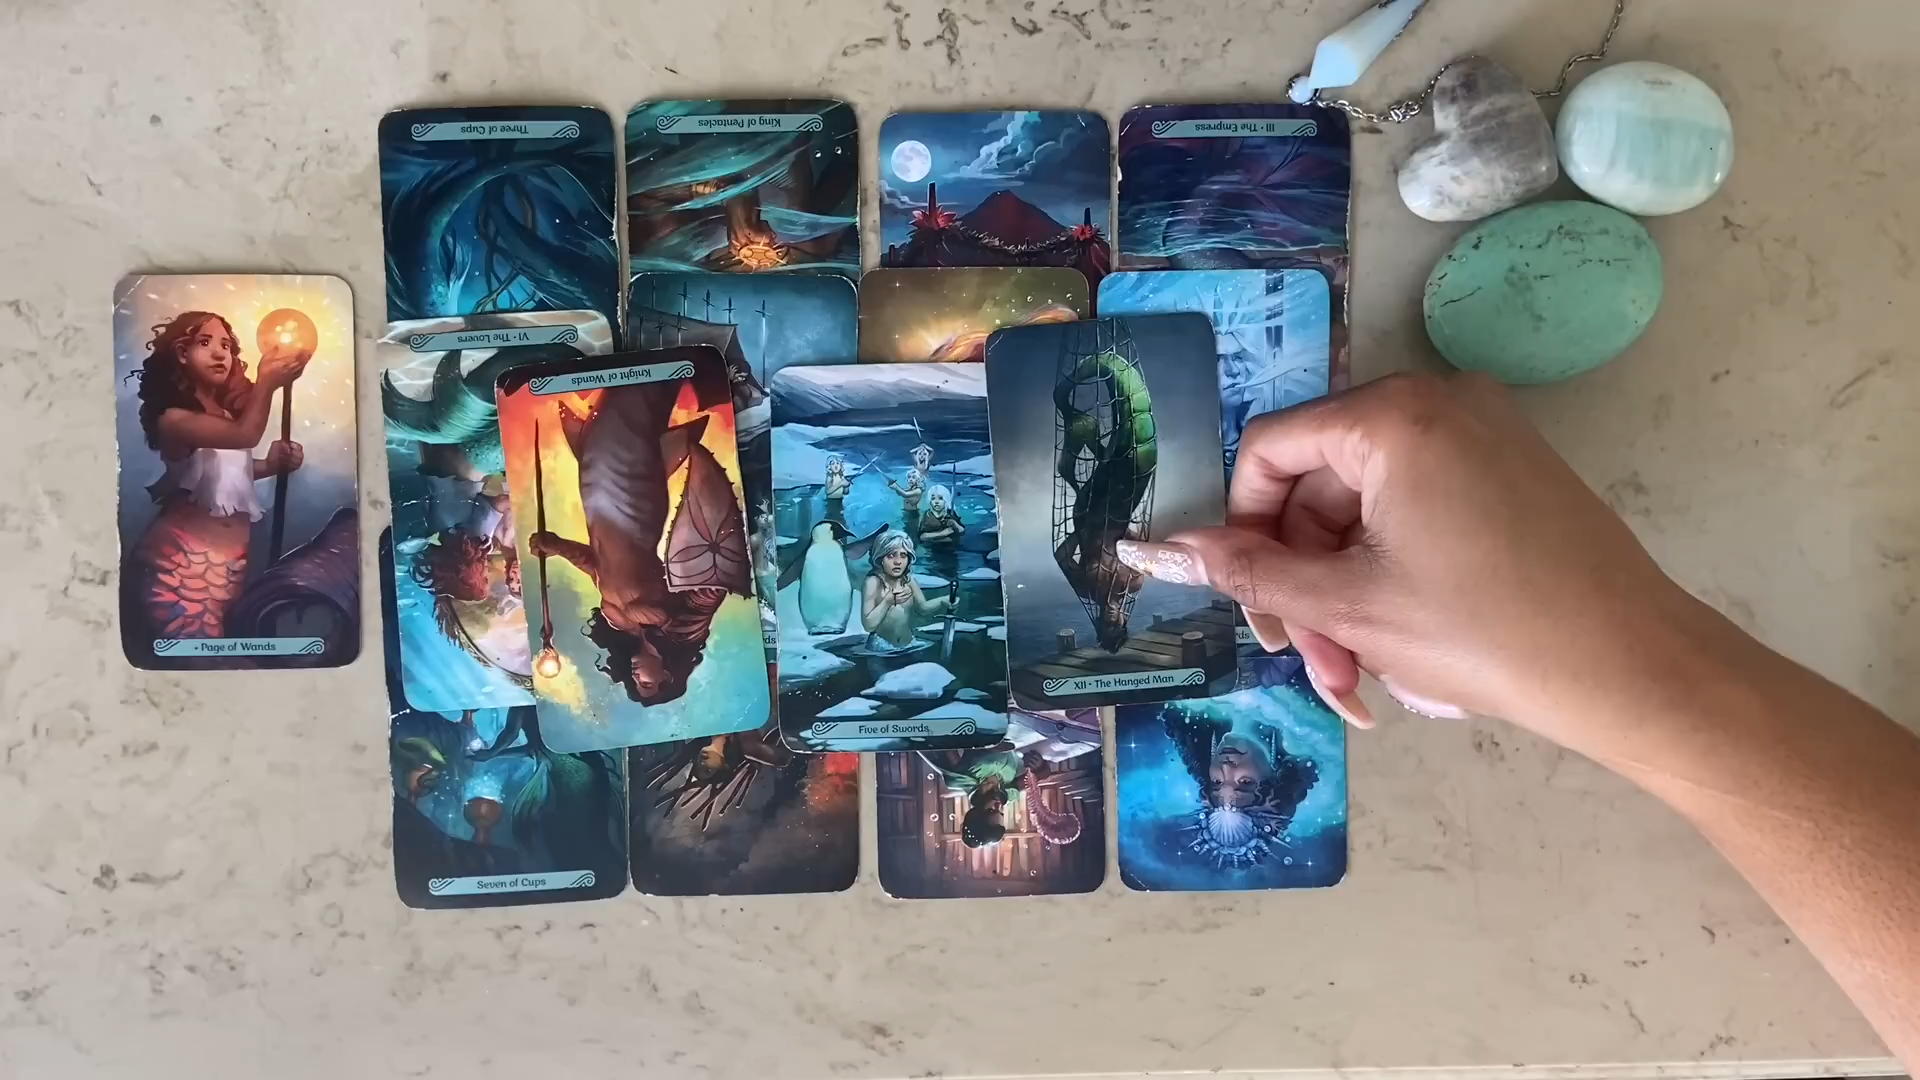 Three of Cups
King of Pentacles
III • The Empress
VI • The Lovers
Knight of Wands
• Page of Wands
XII • The Hanged Man
Five of Swords
Seven of Cups